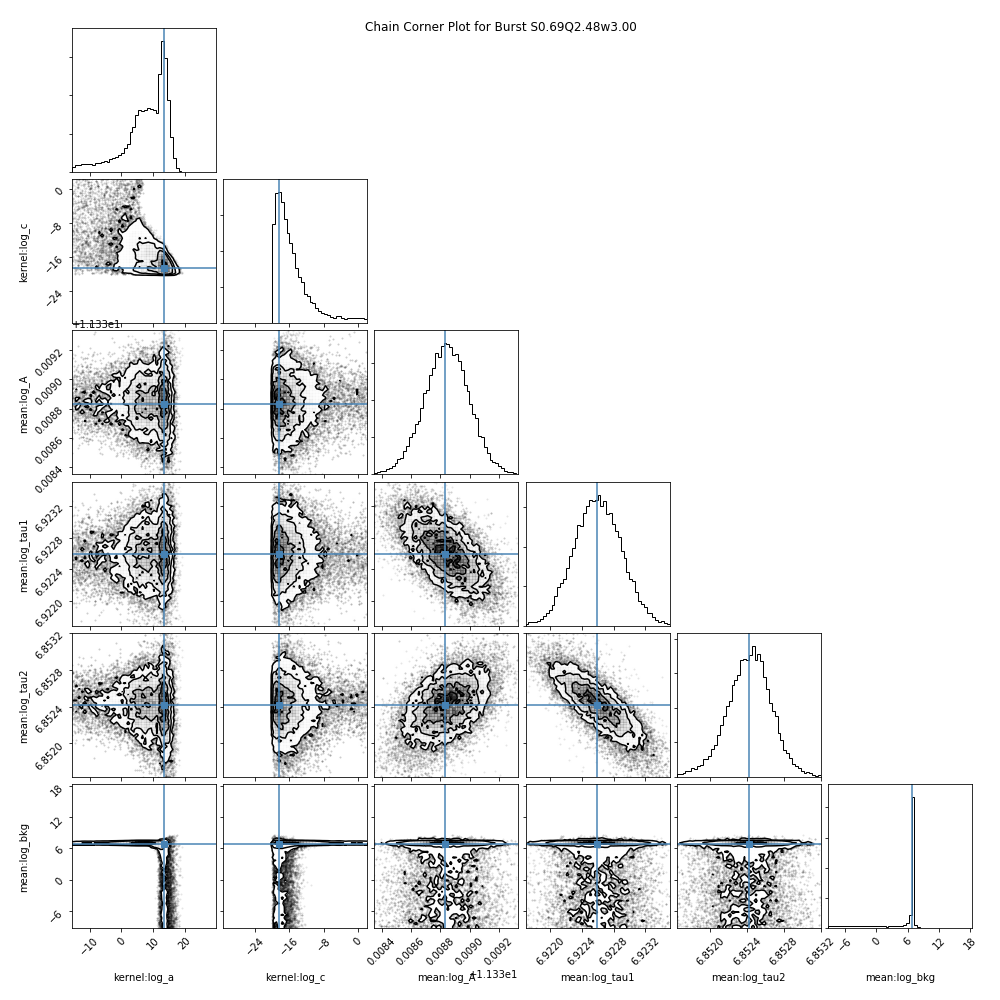 Chain Corner Plot for Burst S0.69Q2.48w3.00
kernel:log_c
0
−8
−16
−24
+1.133e1
mean:log_A
0.0092
0.0090
0.0088
0.0086
0.0084
mean:log_tau1
6.9232
6.9228
6.9224
6.9220
mean:log_tau2
6.8532
6.8528
6.8524
6.8520
mean:log_bkg
18
12
6
0
−6
−10 0 10 20
−24 −16 −8 0
0.0084 0.0086 0.0088 0.0090 0.0092
6.9220 6.9224 6.9228 6.9232
6.8520 6.8524 6.8528 6.8532
−6 0 6 12 18
+1.133e1
kernel:log_a kernel:log_c mean:log_A mean:log_tau1 mean:log_tau2 mean:log_bkg